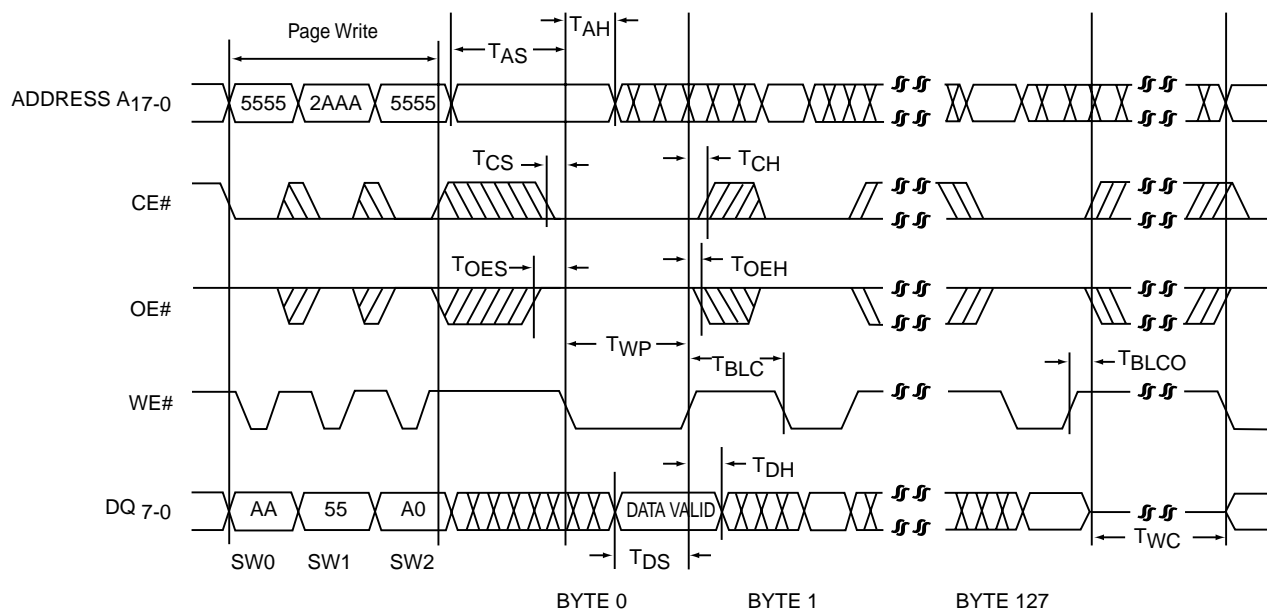 Page Write
TAH
TAS
ADDRESS A17-0
5555 2AAA 5555
TCS
TCH
CE#
TOES
TOEH
OE#
TWP
TBLC
TBLCO
WE#
TDH
DQ 7-0
AA 55 A0
DATA VALID
SW0 SW1 SW2
TDS
TWC
BYTE 0 BYTE 1 BYTE 127